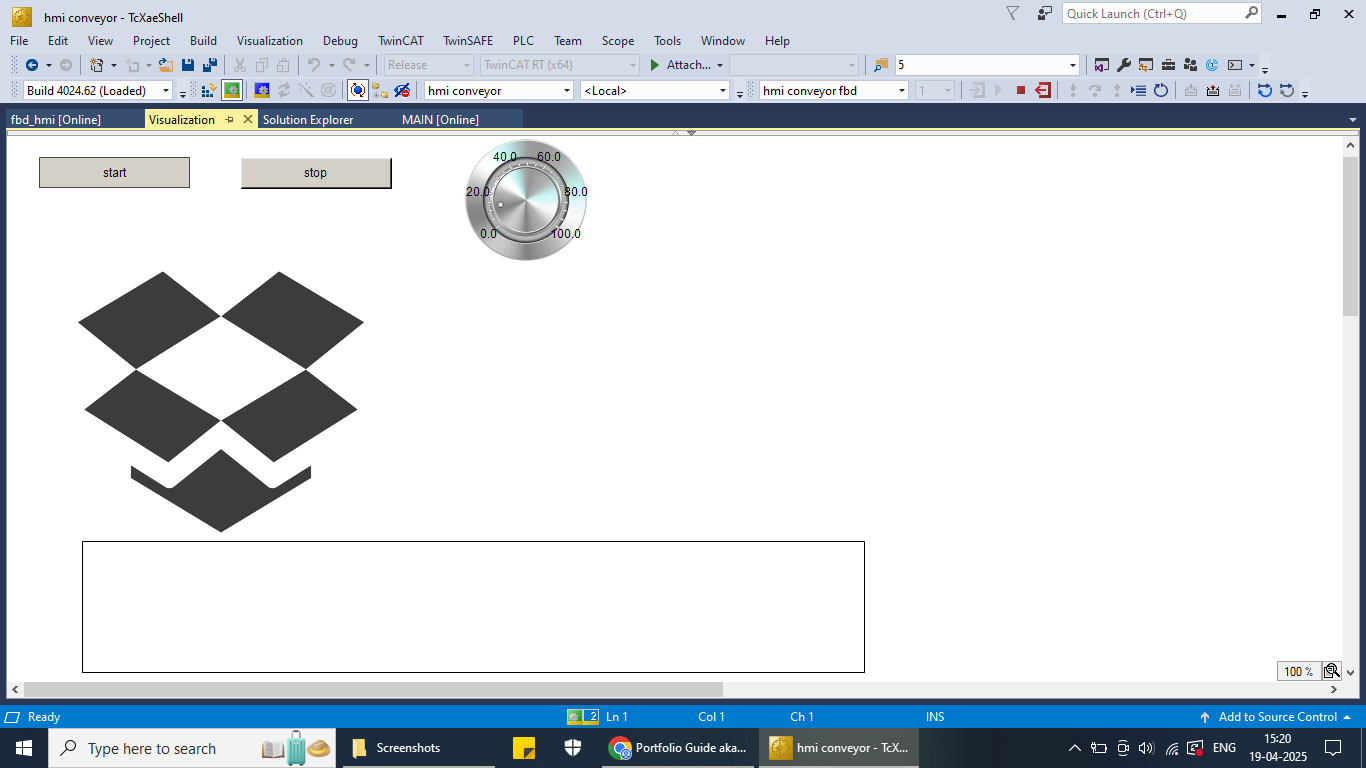 hmi conveyor - TcXaeShell
Quick Launch (Ctrl+Q)
File Edit View Project Build Visualization Debug TwinCAT TwinSAFE PLC Team Scope Tools Window Help
Release TwinCAT RT (x64) Attach... 5
Build 4024.62 (Loaded) hmi conveyor <Local> hmi conveyor fbd 1
fbd_hmi [Online] Visualization Solution Explorer MAIN [Online]
start stop
40.0 60.0
20.0 80.0
0.0 100.0
100 %
Ready 2 Ln 1 Col 1 Ch 1 INS Add to Source Control
Type here to search Screenshots Portfolio Guide aka... hmi conveyor - TcX... ENG 15:20
19-04-2025